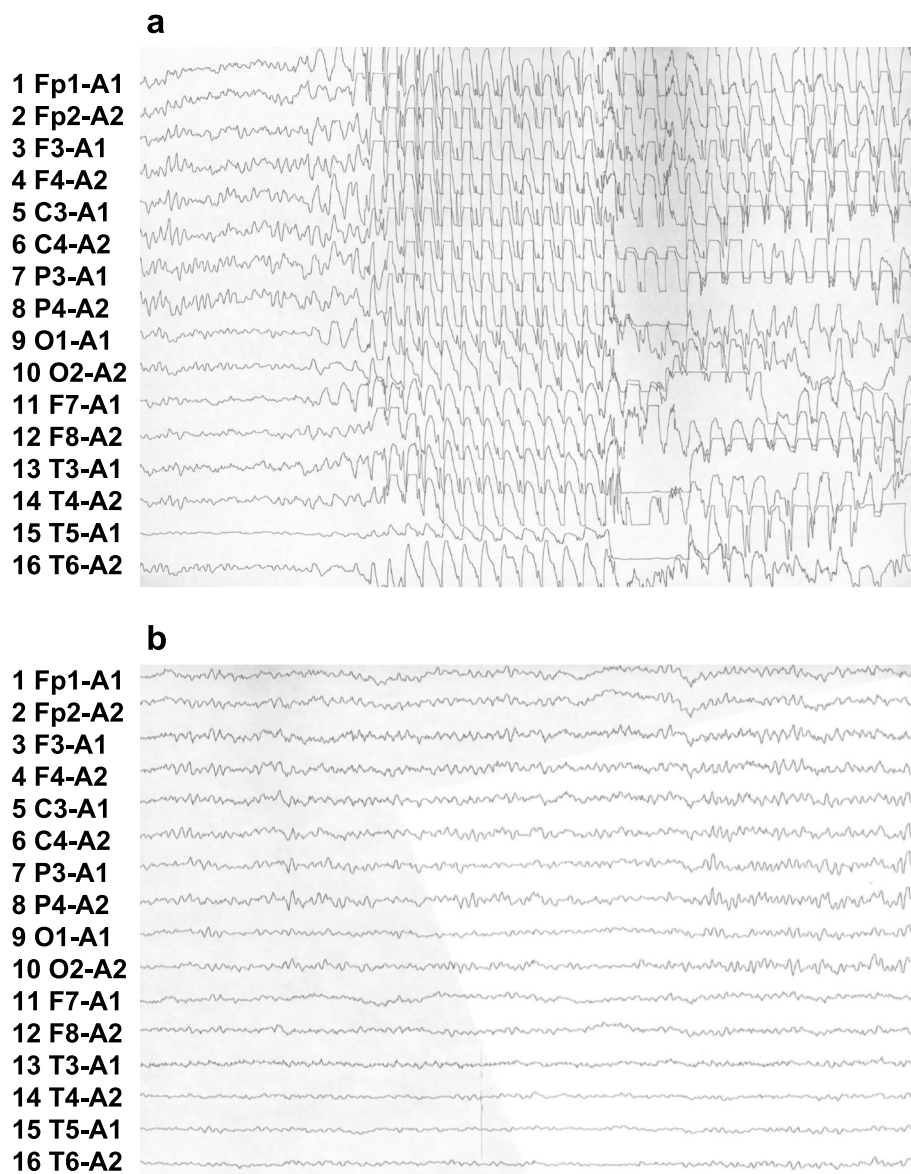 a
1 Fp1-A1
2 Fp2-A2
3 F3-A1
4 F4-A2
5 C3-A1
6 C4-A2
7 P3-A1
8 P4-A2
9 O1-A1
10 O2-A2
11 F7-A1
12 F8-A2
13 T3-A1
14 T4-A2
15 T5-A1
16 T6-A2
b
1 Fp1-A1
2 Fp2-A2
3 F3-A1
4 F4-A2
5 C3-A1
6 C4-A2
7 P3-A1
8 P4-A2
9 O1-A1
10 O2-A2
11 F7-A1
12 F8-A2
13 T3-A1
14 T4-A2
15 T5-A1
16 T6-A2